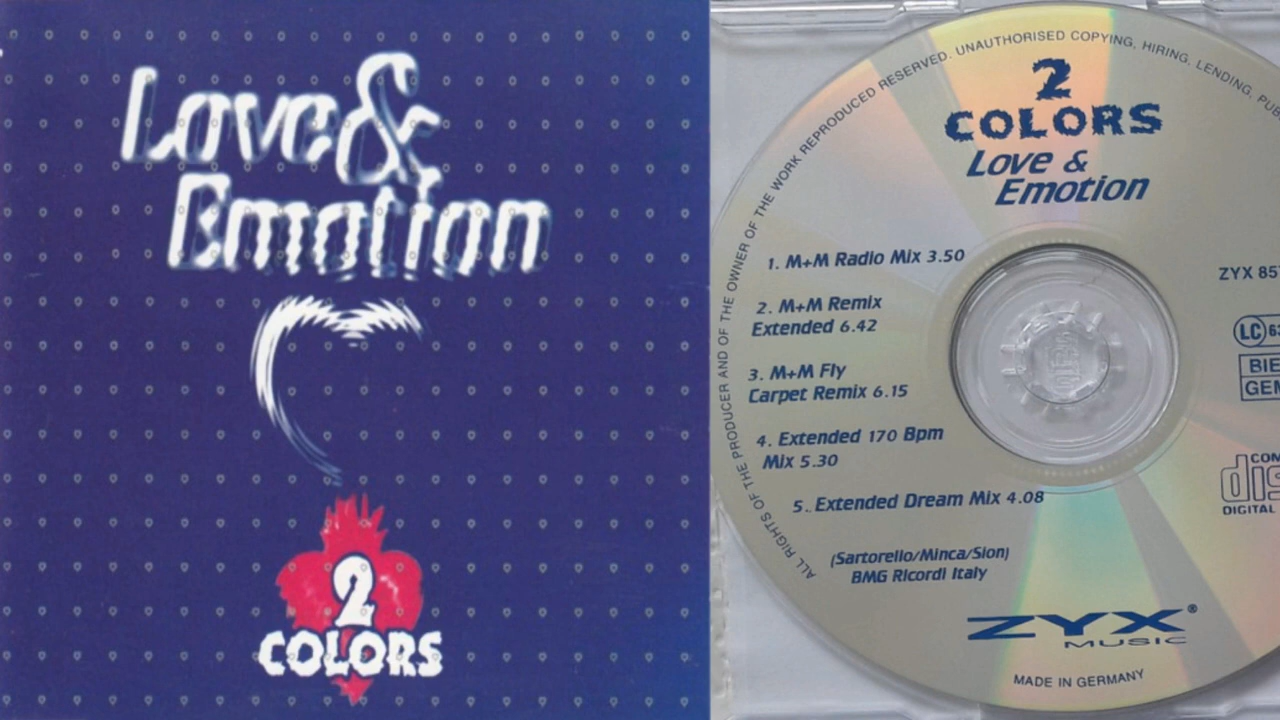 Love &
Emotion
2
COLORS
ALL RIGHTS OF THE PRODUCER AND OF THE OWNER OF THE WORK REPRODUCED RESERVED. UNAUTHORISED COPYING, HIRING, LENDING,
2
COLORS
Love &
Emotion
1. M+M Radio Mix 3.50
2. M+M Remix
Extended 6.42
3. M+M Fly
Carpet Remix 6.15
4. Extended 170 Bpm
Mix 5.30
5. Extended Dream Mix 4.08
(Sartorello/Minca/Sion)
BMG Ricordi Italy
ZYX
LC
BIE
DIGITAL
ZYX®
MUSIC
MADE IN GERMANY